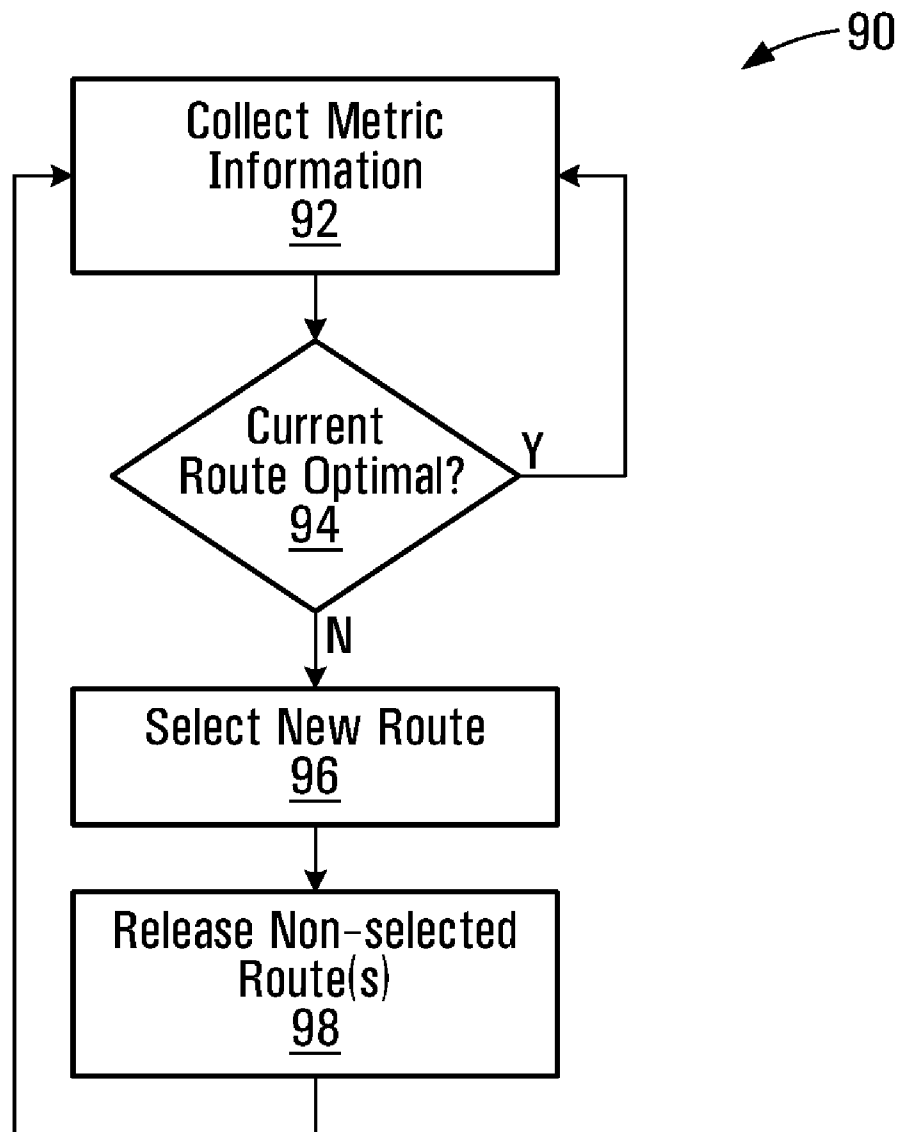 90
Collect Metric
Information
92
Current
Route Optimal?
94
Y
N
Select New Route
96
Release Non-selected
Route(s)
98